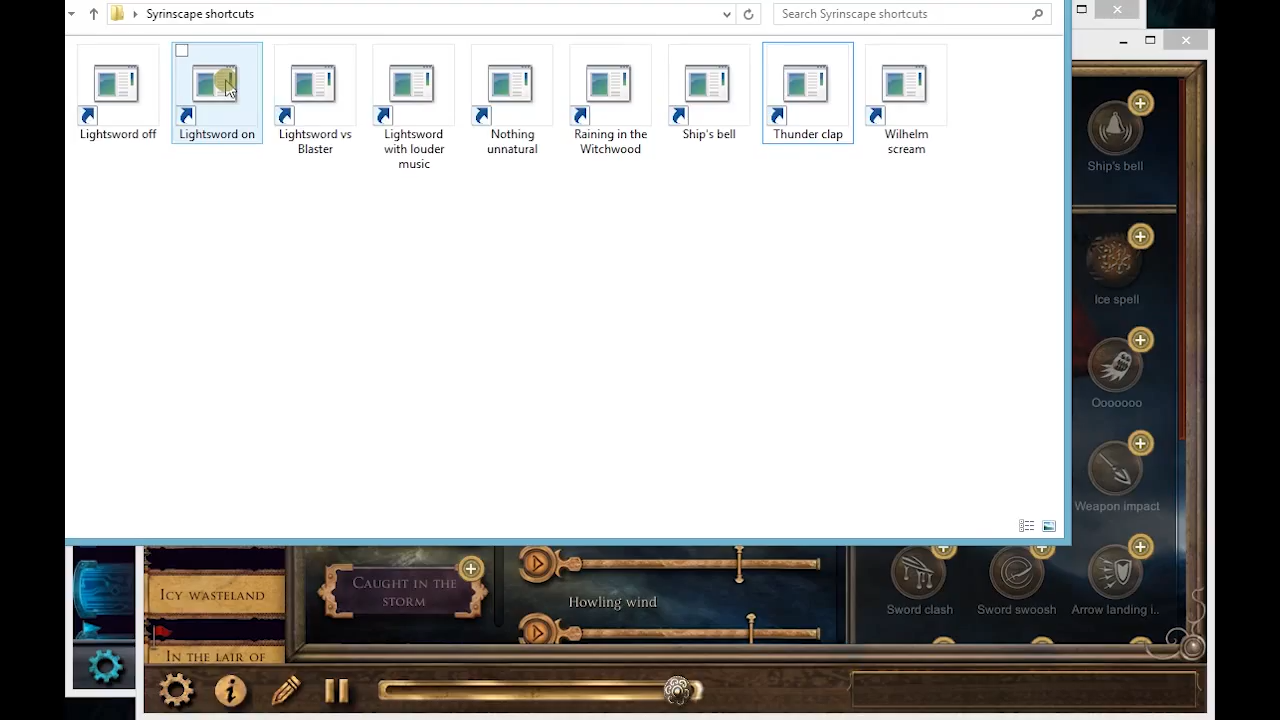 Syrinscape shortcuts
Search Syrinscape shortcuts
Lightsword off
Lightsword on
Lightsword vs
Blaster
Lightsword
with louder
music
Nothing
unnatural
Raining in the
Witchwood
Ship's bell
Thunder clap
Wilhelm
scream
Ship's bell
Ice spell
Ooooooo
Weapon impact
Sword clash
Sword swoosh
Arrow landing i..
Icy wasteland
In the lair of
Caught in the
storm
Howling wind